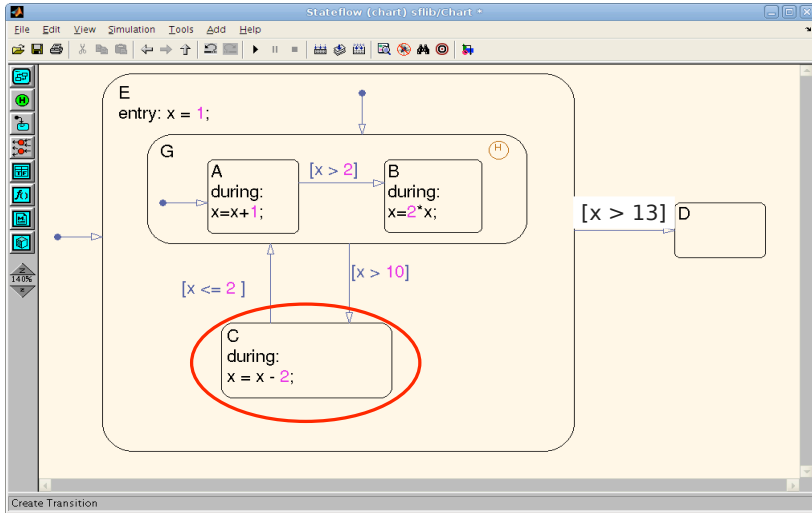 Stateflow (chart) sflib/Chart *
File Edit View Simulation Tools Add Help
E
entry: x = 1;
G
H
A
during:
x=x+1;
[x > 2]
B
during:
x=2*x;
[x > 13]
D
[x <= 2 ]
[x > 10]
C
during:
x = x - 2;
140%
Create Transition